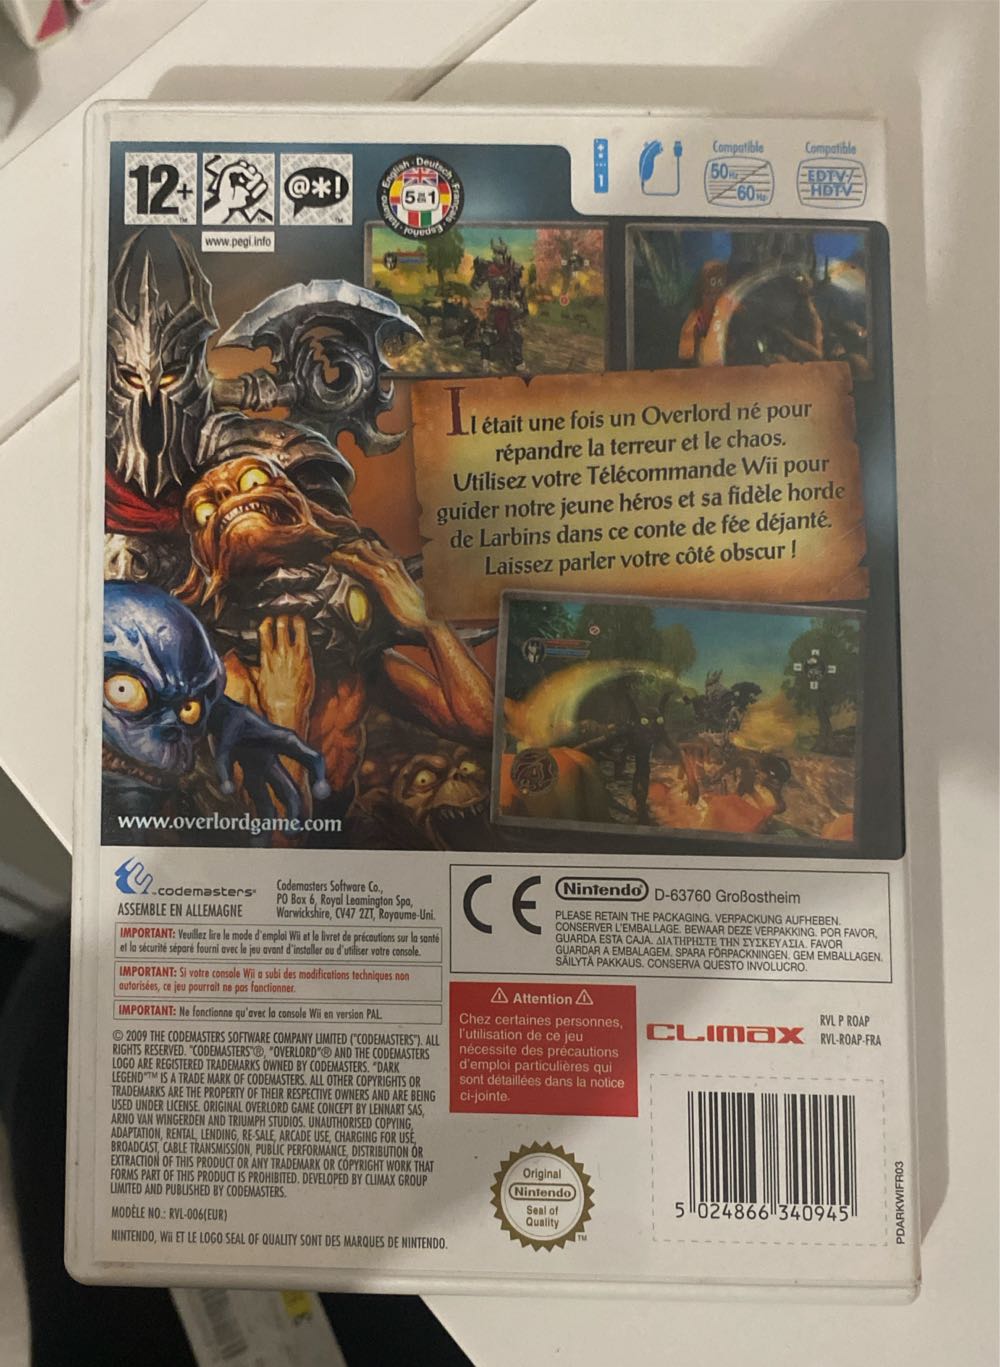 12+
www.pegi.info
@*!
English · Deutsch · Français · Español · Italiano
5 in 1
1
Compatible
50Hz
60Hz
Compatible
EDTV/
HDTV
Il était une fois un Overlord né pour
répandre la terreur et le chaos.
Utilisez votre Télécommande Wii pour
guider notre jeune héros et sa fidèle horde
de Larbins dans ce conte de fée déjanté.
Laissez parler votre côté obscur !
www.overlordgame.com
codemasters®
ASSEMBLE EN ALLEMAGNE
Codemasters Software Co.,
PO Box 6, Royal Leamington Spa,
Warwickshire, CV47 2ZT, Royaume-Uni.
IMPORTANT: Veuillez lire le mode d'emploi Wii et le livret de précautions sur la santé
et la sécurité séparé fourni avec le jeu avant d'installer ou d'utiliser votre console.
IMPORTANT: Si votre console Wii a subi des modifications techniques non
autorisées, ce jeu pourrait ne pas fonctionner.
IMPORTANT: Ne fonctionne qu'avec la console Wii en version PAL.
© 2009 THE CODEMASTERS SOFTWARE COMPANY LIMITED ("CODEMASTERS"). ALL
RIGHTS RESERVED. "CODEMASTERS"®, "OVERLORD"® AND THE CODEMASTERS
LOGO ARE REGISTERED TRADEMARKS OWNED BY CODEMASTERS. "DARK
LEGEND"™ IS A TRADE MARK OF CODEMASTERS. ALL OTHER COPYRIGHTS OR
TRADEMARKS ARE THE PROPERTY OF THEIR RESPECTIVE OWNERS AND ARE BEING
USED UNDER LICENSE. ORIGINAL OVERLORD GAME CONCEPT BY LENNART SAS,
ARNO VAN WINGERDEN AND TRIUMPH STUDIOS. UNAUTHORISED COPYING,
ADAPTATION, RENTAL, LENDING, RE-SALE, ARCADE USE, CHARGING FOR USE,
BROADCAST, CABLE TRANSMISSION, PUBLIC PERFORMANCE, DISTRIBUTION OR
EXTRACTION OF THIS PRODUCT OR ANY TRADEMARK OR COPYRIGHT WORK THAT
FORMS PART OF THIS PRODUCT IS PROHIBITED. DEVELOPED BY CLIMAX GROUP
LIMITED AND PUBLISHED BY CODEMASTERS.
MODÈLE NO.: RVL-006(EUR)
NINTENDO, Wii ET LE LOGO SEAL OF QUALITY SONT DES MARQUES DE NINTENDO.
CE
Nintendo® D-63760 Großostheim
PLEASE RETAIN THE PACKAGING. VERPACKUNG AUFHEBEN.
CONSERVER L'EMBALLAGE. BEWAAR DEZE VERPAKKING. POR FAVOR,
GUARDA ESTA CAJA. ΔΙΑΤΗΡΗΣΤΕ ΤΗΝ ΣΥΣΚΕΥΑΣΙΑ. FAVOR
GUARDAR A EMBALAGEM. SPARA FÖRPACKNINGEN. GEM EMBALLAGEN.
SÄILYTÄ PAKKAUS. CONSERVA QUESTO INVOLUCRO.
⚠ Attention ⚠
Chez certaines personnes,
l'utilisation de ce jeu
nécessite des précautions
d'emploi particulières qui
sont détaillées dans la notice
ci-jointe.
CLIMAX
RVL P ROAP
RVL-ROAP-FRA
Original
Nintendo
Seal of
Quality
TM
5 024866 340945
PDARKWIFR03